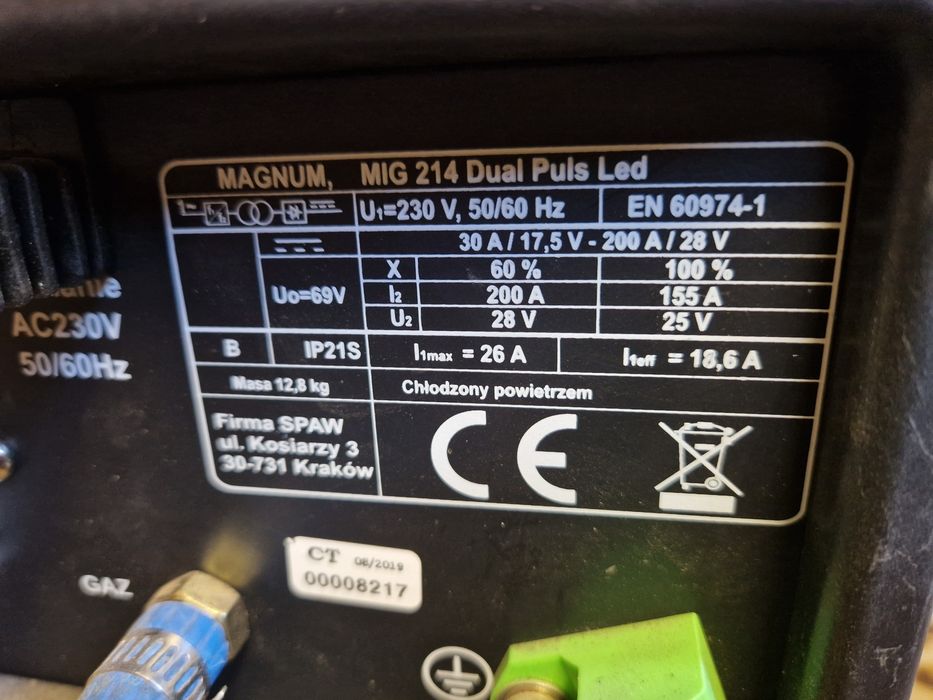 MAGNUM, MIG 214 Dual Puls Led
U1=230 V, 50/60 Hz EN 60974-1
30 A / 17,5 V - 200 A / 28 V
X 60 % 100 %
Uo=69V I2 200 A 155 A
U2 28 V 25 V
B IP21S I1max = 26 A I1eff = 18,6 A
Masa 12,8 kg Chłodzony powietrzem
Firma SPAW
ul. Kosiarzy 3
30-731 Kraków
CE
AC230V
50/60Hz
GAZ
CT 08/2019
00008217